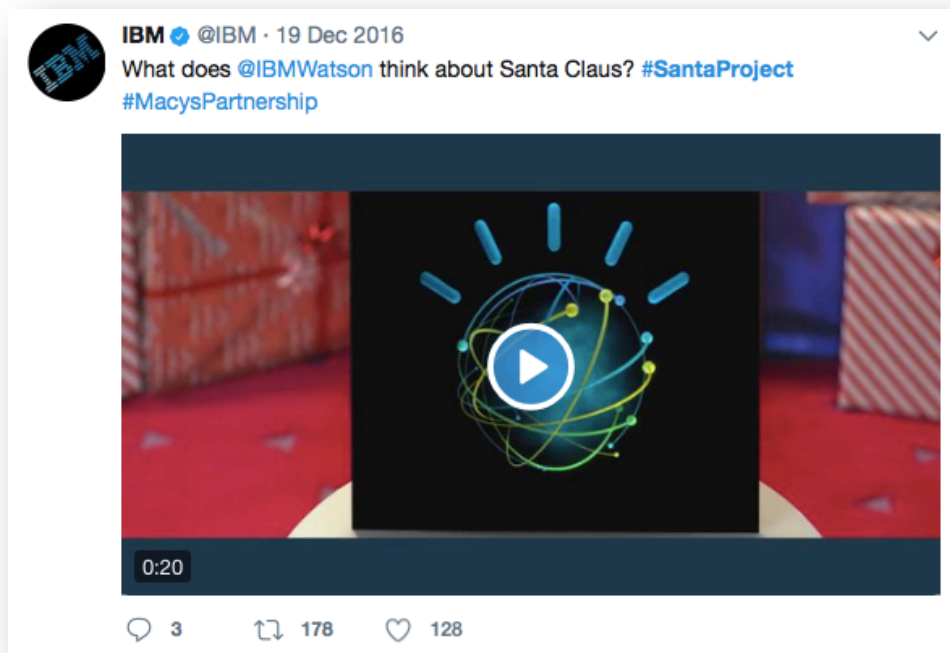 IBM
IBM @IBM · 19 Dec 2016
What does @IBMWatson think about Santa Claus? #SantaProject
#MacysPartnership
0:20
3 178 128